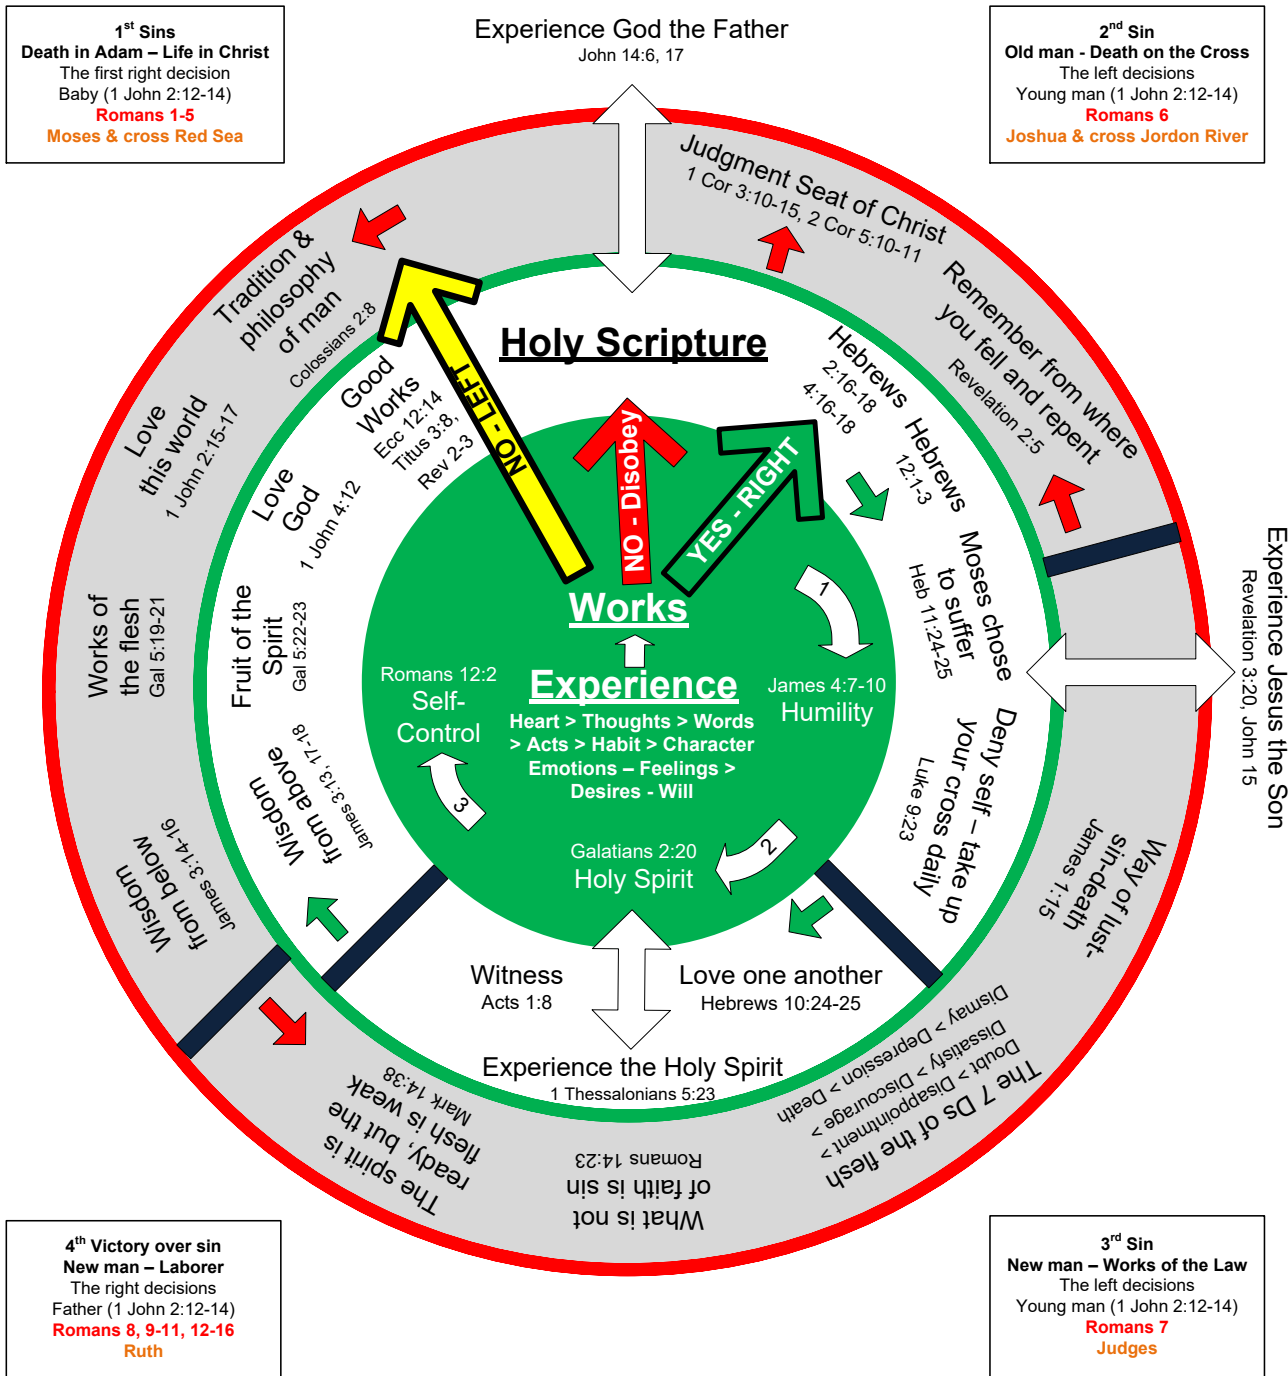 1st Sins
Death in Adam – Life in Christ
The first right decision
Baby (1 John 2:12-14)
Romans 1-5
Moses & cross Red Sea
Experience God the Father
John 14:6, 17
2nd Sin
Old man - Death on the Cross
The left decisions
Young man (1 John 2:12-14)
Romans 6
Joshua & cross Jordon River
Judgment Seat of Christ
1 Cor 3:10-15, 2 Cor 5:10-11
Remember from where
you fell and repent
Revelation 2:5
Experience Jesus the Son
Revelation 3:20, John 15
Way of lust-
sin-death
James 1:15
The 7 Ds of the flesh
Doubt > Disappointment >
Dissatisfy > Discourage >
Dismay > Depression > Death
What is not
of faith is sin
Romans 14:23
The spirit is
ready, but the
flesh is weak
Mark 14:38
Wisdom
from below
James 3:14-16
Works of
the flesh
Gal 5:19-21
Love
this world
1 John 2:15-17
Tradition &
philosophy
of man
Colossians 2:8
Holy Scripture
Hebrews
2:16-18
4:16-18
Hebrews
12:1-3
Moses chose
to suffer
Heb 11:24-25
Deny self – take up
your cross daily
Luke 9:23
Love one another
Hebrews 10:24-25
Witness
Acts 1:8
Experience the Holy Spirit
1 Thessalonians 5:23
Wisdom
from above
James 3:13, 17-18
Fruit of the
Spirit
Gal 5:22-23
Love
God
1 John 4:12
Good
Works
Ecc 12:14
Titus 3:8,
Rev 2-3
NO - LEFT
NO - Disobey
YES - RIGHT
Works
Experience
Heart > Thoughts > Words
> Acts > Habit > Character
Emotions – Feelings >
Desires - Will
1
James 4:7-10
Humility
2
Galatians 2:20
Holy Spirit
3
Romans 12:2
Self-
Control
4th Victory over sin
New man – Laborer
The right decisions
Father (1 John 2:12-14)
Romans 8, 9-11, 12-16
Ruth
3rd Sin
New man – Works of the Law
The left decisions
Young man (1 John 2:12-14)
Romans 7
Judges